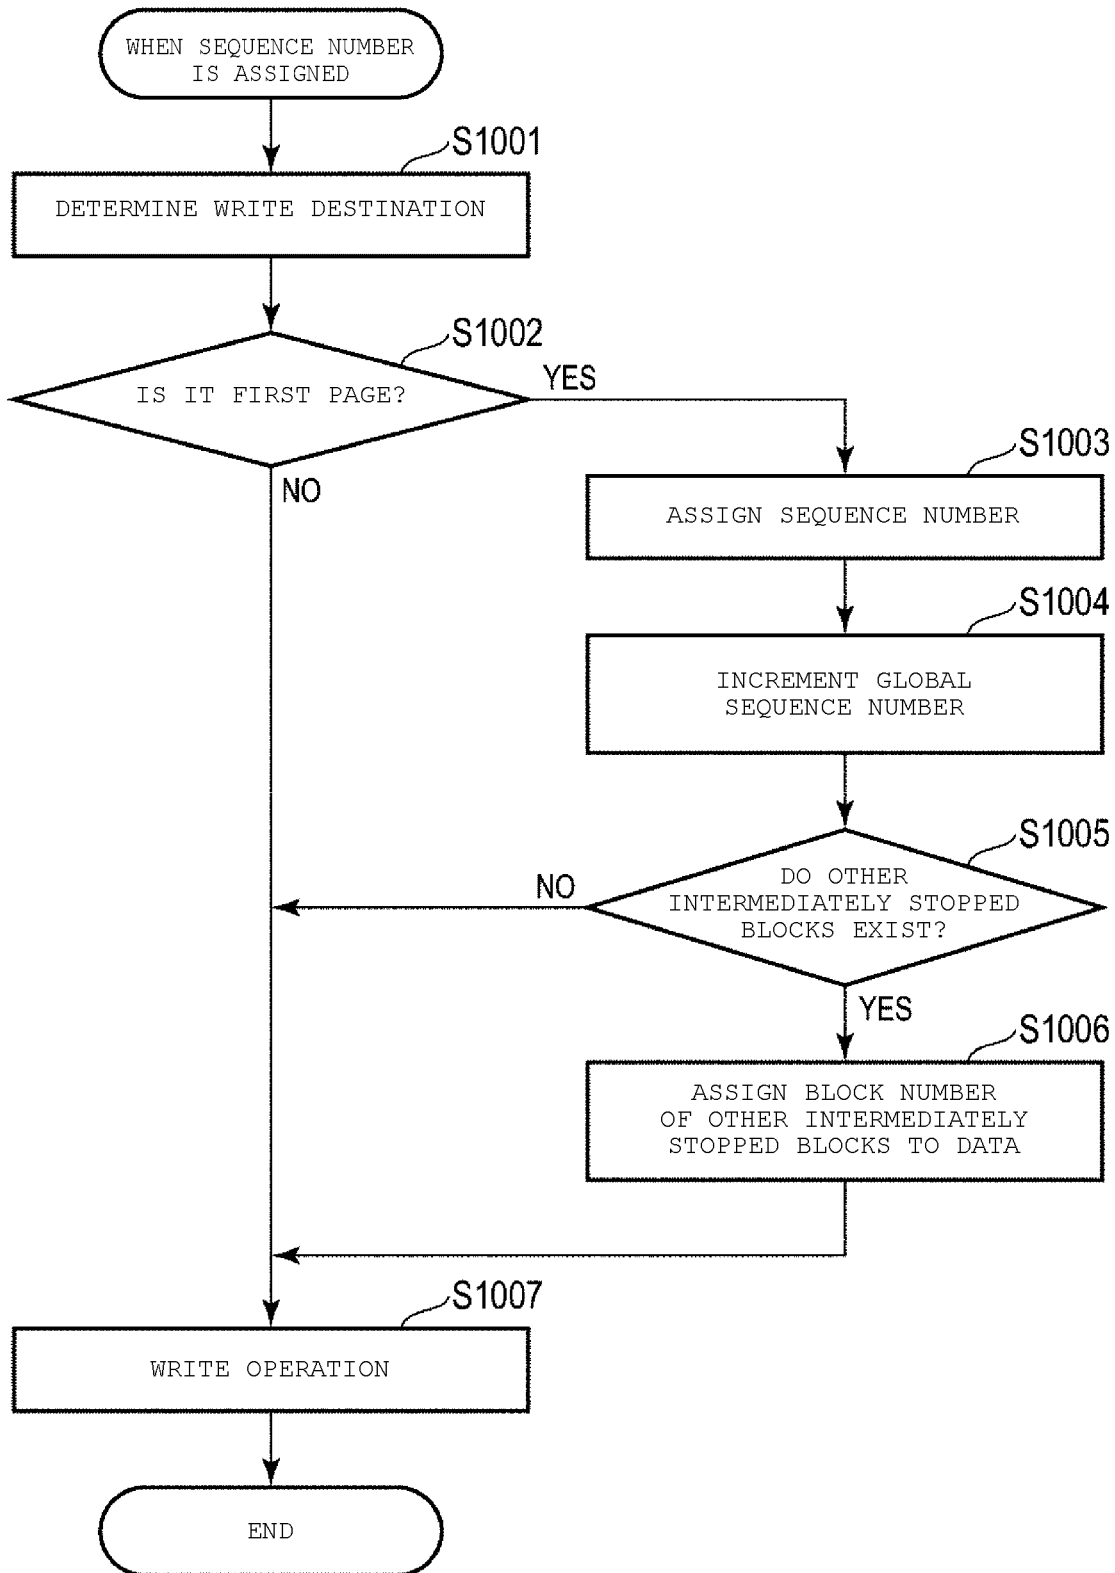 WHEN SEQUENCE NUMBER
IS ASSIGNED
S1001
DETERMINE WRITE DESTINATION
S1002
IS IT FIRST PAGE?
YES
NO
S1003
ASSIGN SEQUENCE NUMBER
S1004
INCREMENT GLOBAL
SEQUENCE NUMBER
S1005
DO OTHER
INTERMEDIATELY STOPPED
BLOCKS EXIST?
NO
YES
S1006
ASSIGN BLOCK NUMBER
OF OTHER INTERMEDIATELY
STOPPED BLOCKS TO DATA
S1007
WRITE OPERATION
END